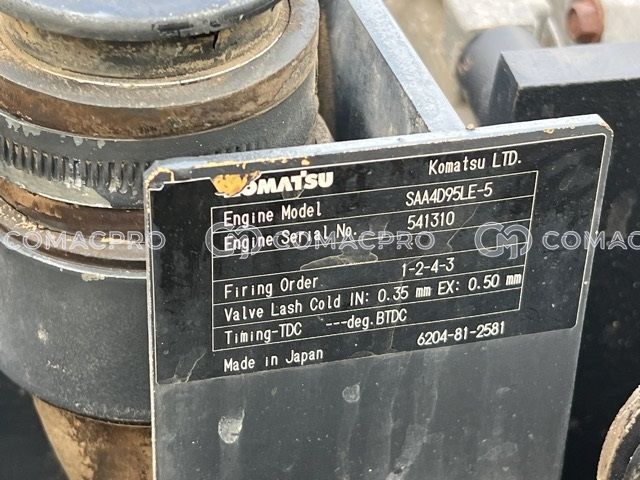 KOMATSU Komatsu LTD.
Engine Model SAA4D95LE-5
Engine Serial No. 541310
Firing Order 1-2-4-3
Valve Lash Cold IN: 0.35 mm EX: 0.50 mm
Timing-TDC ---deg.BTDC
6204-81-2581
Made in Japan
COMACPRO COMACPRO COMACPRO